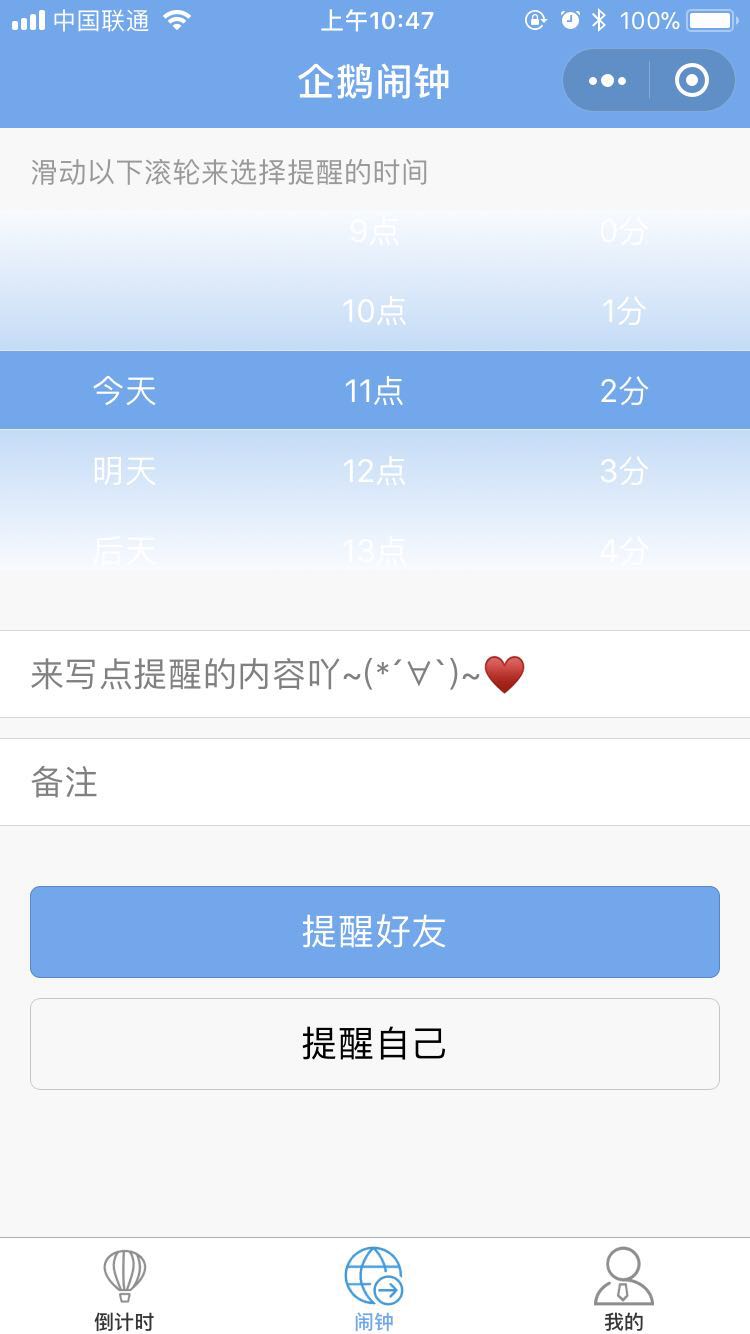 中国联通 上午10:47 100%
企鹅闹钟
滑动以下滚轮来选择提醒的时间
9点 0分
10点 1分
今天 11点 2分
明天 12点 3分
后天 13点 4分
来写点提醒的内容吖~(*´∀`)~♥
备注
提醒好友
提醒自己
倒计时 闹钟 我的